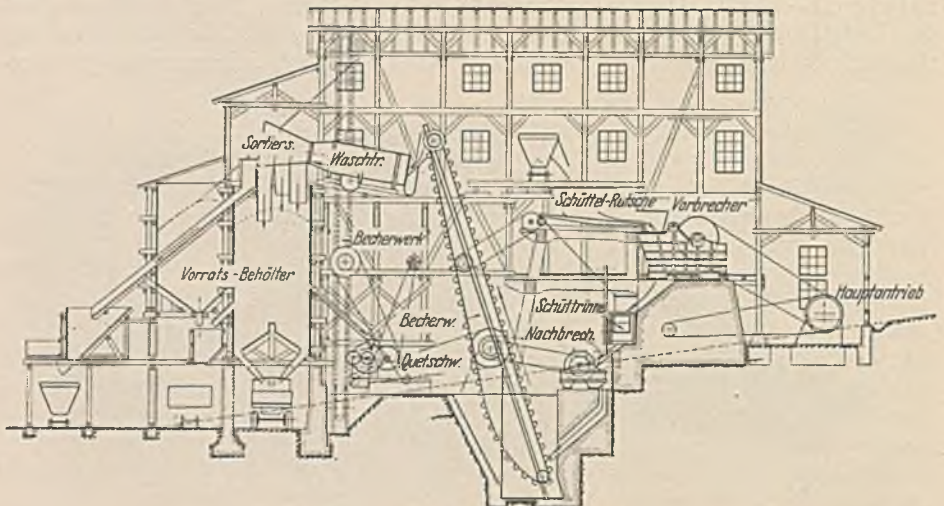 Sortiers.
Waschtr.
Schüttel-Rutsche
Vorbrecher
Becherwerk
Vorrats-Behälter
Hauptantrieb
Schüttrinne
Becherw.
Nachbrech.
Quetschw.